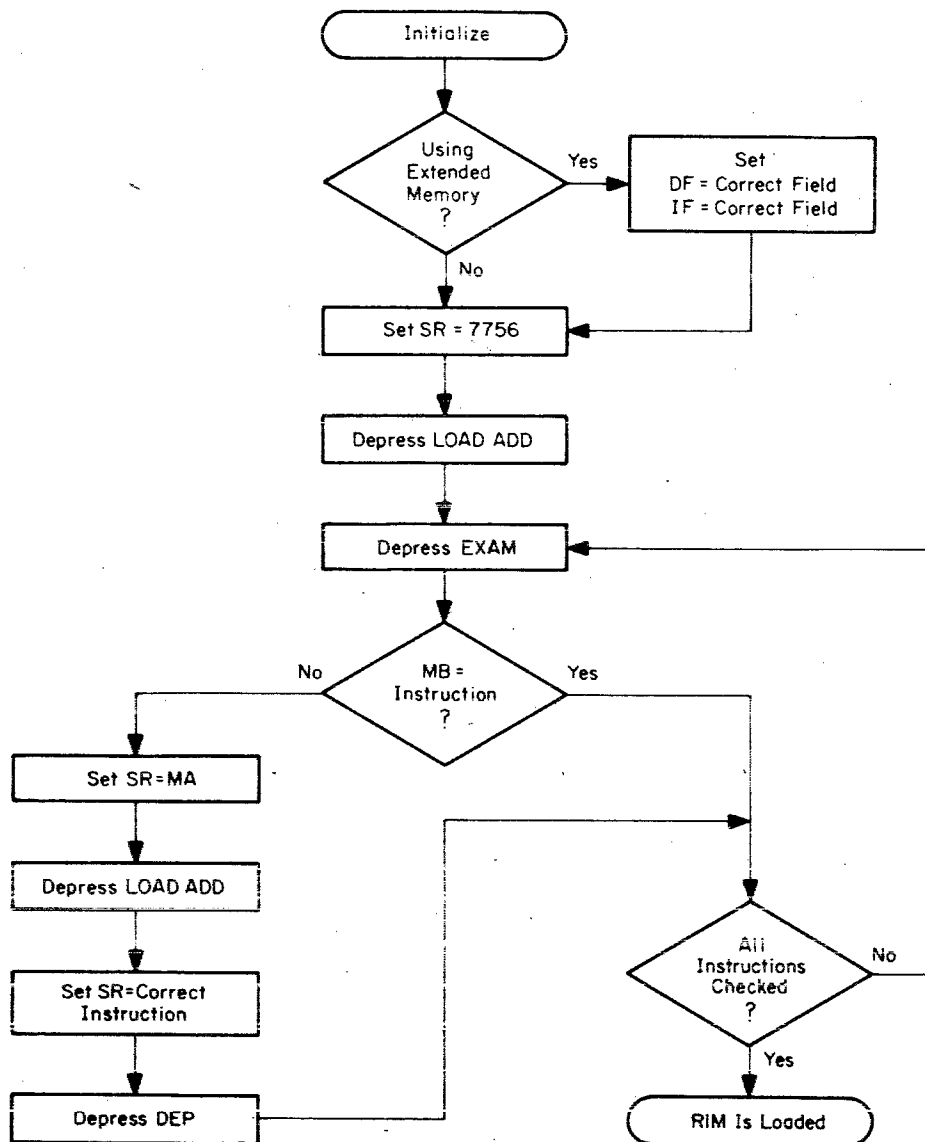 Initialize
Using
Extended
Memory
?
Yes
Set
DF = Correct Field
IF = Correct Field
No
Set SR = 7756
Depress LOAD ADD
Depress EXAM
No
MB =
Instruction
?
Yes
Set SR=MA
Depress LOAD ADD
Set SR=Correct
Instruction
Depress DEP
All
Instructions
Checked
?
No
Yes
RIM Is Loaded